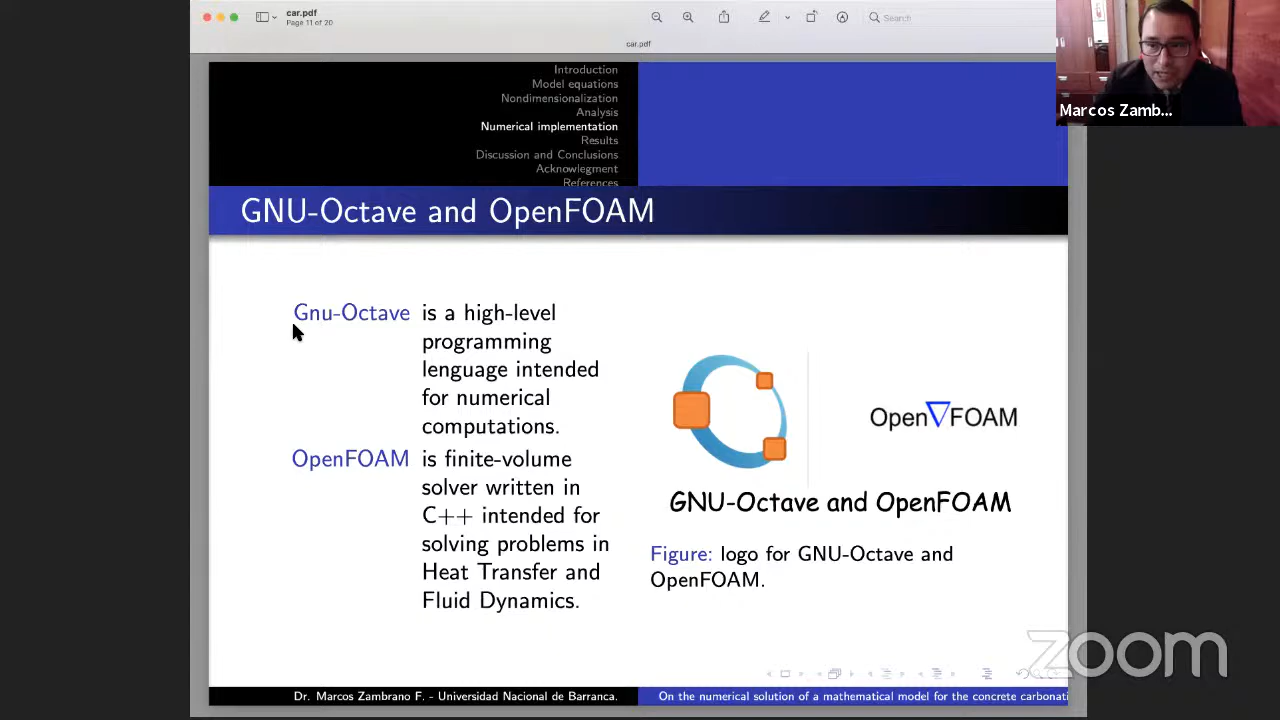 car.pdf
Page 11 of 20
Search
car.pdf
Marcos Zamb...
Introduction
Model equations
Nondimensionalization
Analysis
Numerical implementation
Results
Discussion and Conclusions
Acknowlegment
References
GNU-Octave and OpenFOAM
Gnu-Octave is a high-level
programming
lenguage intended
for numerical
computations.
OpenFOAM is finite-volume
solver written in
C++ intended for
solving problems in
Heat Transfer and
Fluid Dynamics.
Open∇FOAM
GNU-Octave and OpenFOAM
Figure: logo for GNU-Octave and
OpenFOAM.
zoom
Dr. Marcos Zambrano F. - Universidad Nacional de Barranca.
On the numerical solution of a mathematical model for the concrete carbonati